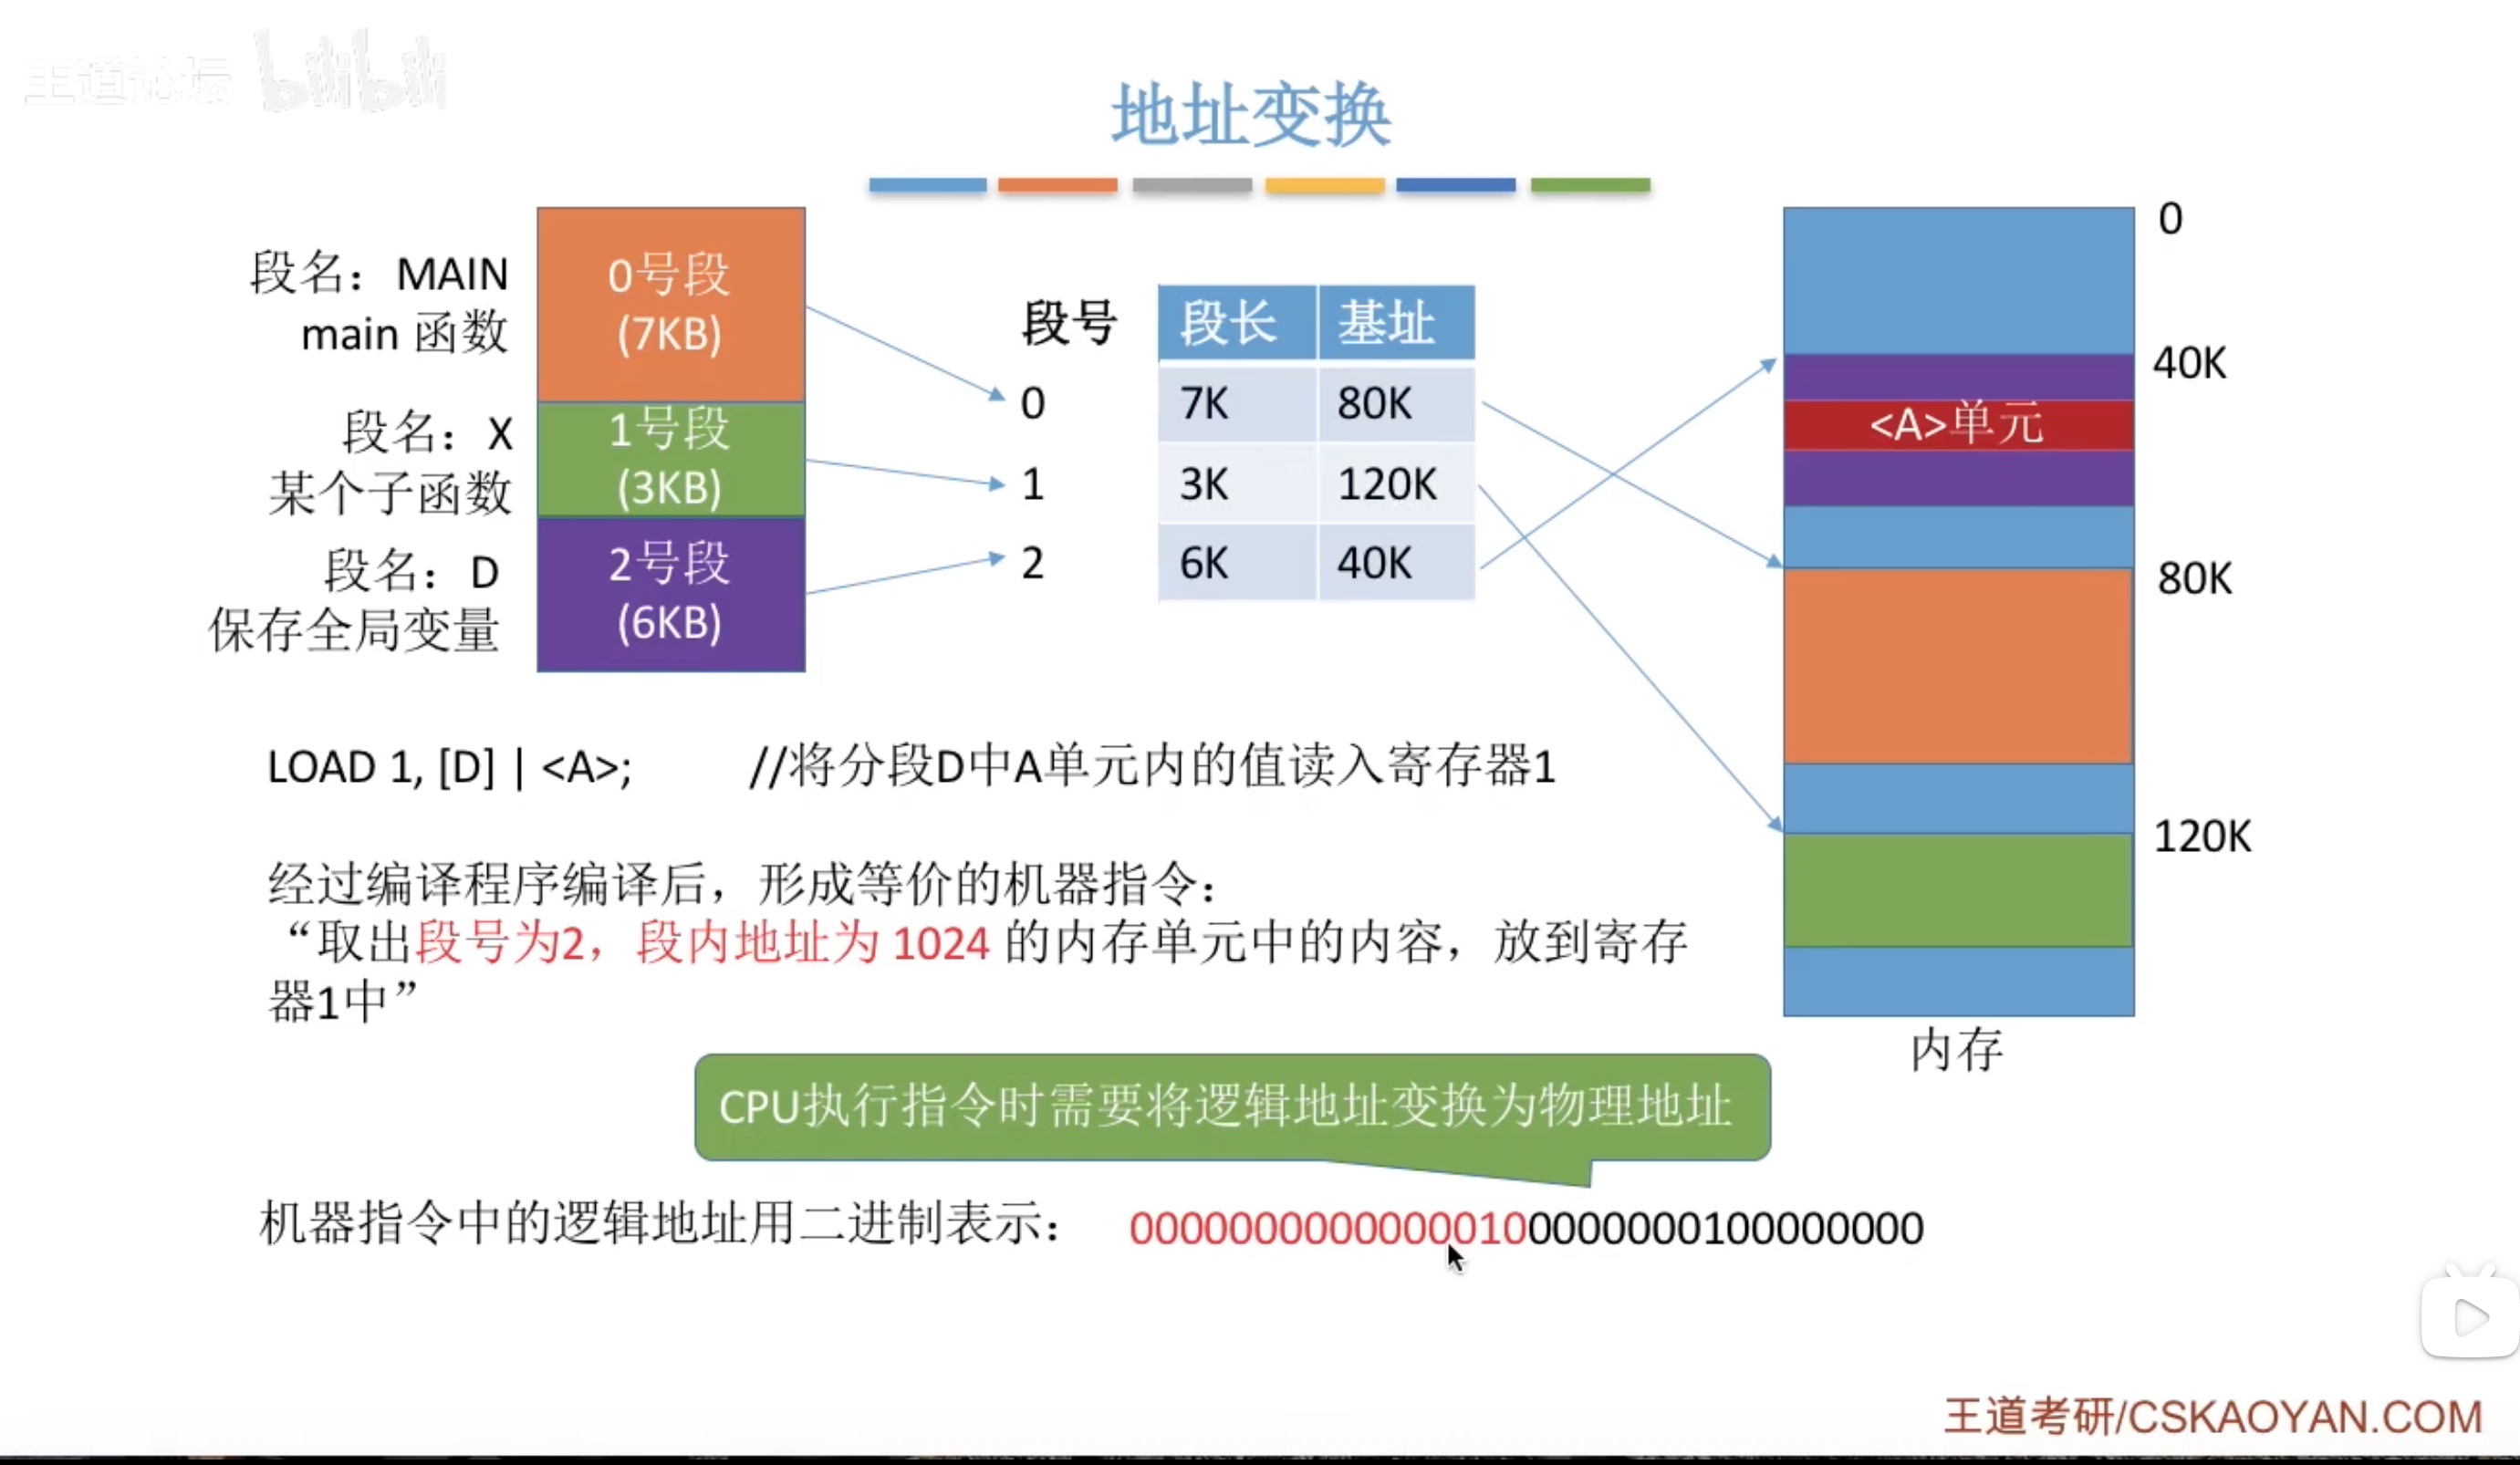 王道论坛 bilibili
地址变换
段名：MAIN
main 函数
段名：X
某个子函数
段名：D
保存全局变量
0号段
(7KB)
1号段
(3KB)
2号段
(6KB)
段号 段长 基址
0 7K 80K
1 3K 120K
2 6K 40K
0
40K
<A>单元
80K
120K
内存
LOAD 1, [D] | <A>; //将分段D中A单元内的值读入寄存器1
经过编译程序编译后，形成等价的机器指令：
“取出段号为2，段内地址为 1024 的内存单元中的内容，放到寄存
器1中”
CPU执行指令时需要将逻辑地址变换为物理地址
机器指令中的逻辑地址用二进制表示： 00000000000000100000000100000000
王道考研/CSKAOYAN.COM